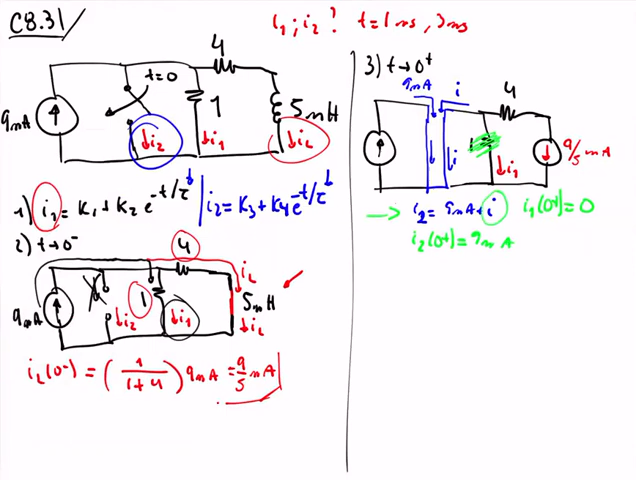 C8.31/
i1; i2? t=1ms, 3ms
4
t=0
9mA
1
5mH
↓i2
↓i1
↓iL
1) i1 = K1 + K2 e^-t/τ | i2 = K3 + K4 e^-t/τ
2) t→0⁻
4
iL
9mA
1
5mH
↓i2
↓i1
↓iL
iL(0⁻) = (1/(1+4)) 9mA = 9/5 mA
3) t→0⁺
9mA
i
4
i
↓i1
9/5 mA
→ i2 = 9mA + i
i1(0⁺) = 0
i2(0⁺) = 9mA